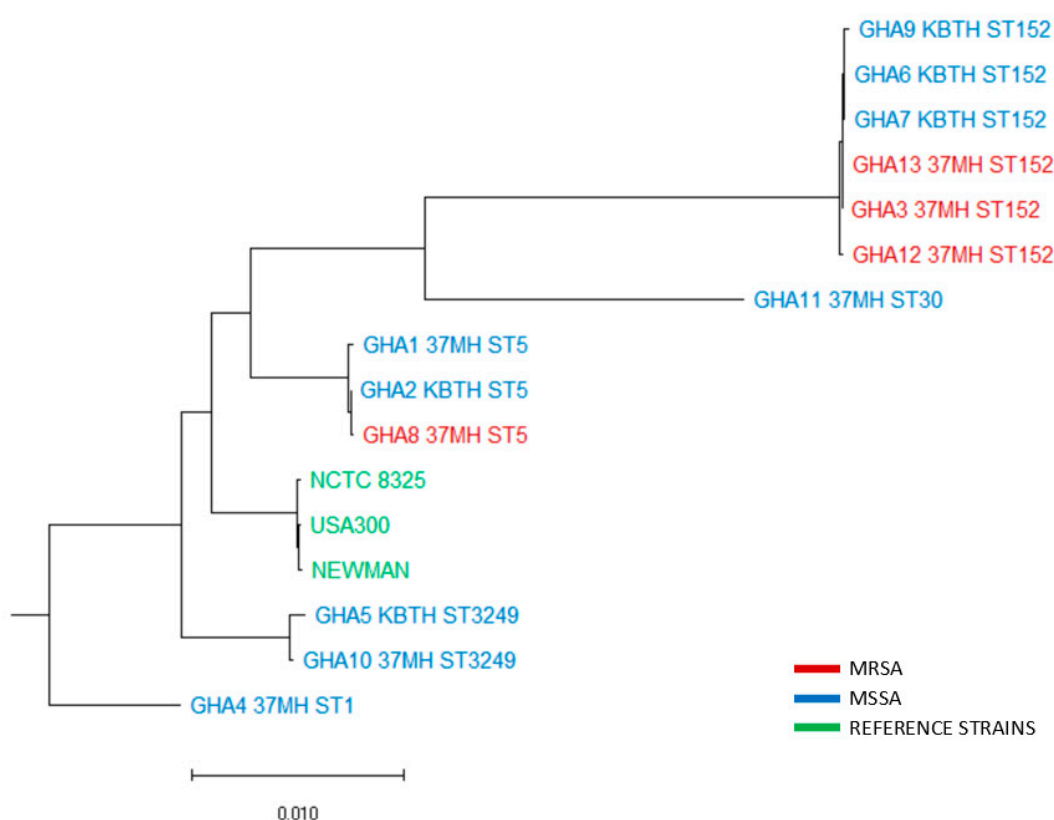 GHA9 KBTH ST152
GHA6 KBTH ST152
GHA7 KBTH ST152
GHA13 37MH ST152
GHA3 37MH ST152
GHA12 37MH ST152
GHA11 37MH ST30
GHA1 37MH ST5
GHA2 KBTH ST5
GHA8 37MH ST5
NCTC 8325
USA300
NEWMAN
GHA5 KBTH ST3249
GHA10 37MH ST3249
GHA4 37MH ST1
MRSA
MSSA
REFERENCE STRAINS
0.010